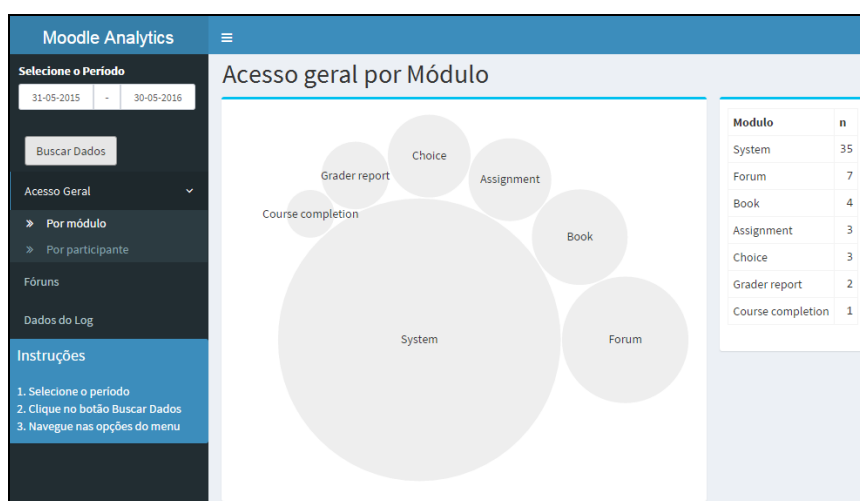 Moodle Analytics
Selecione o Período
31-05-2015 - 30-05-2016
Buscar Dados
Acesso Geral
» Por módulo
» Por participante
Fóruns
Dados do Log
Instruções
1. Selecione o período
2. Clique no botão Buscar Dados
3. Navegue nas opções do menu
Acesso geral por Módulo
Choice
Grader report
Assignment
Course completion
Book
System
Forum
Modulo n
System 35
Forum 7
Book 4
Assignment 3
Choice 3
Grader report 2
Course completion 1